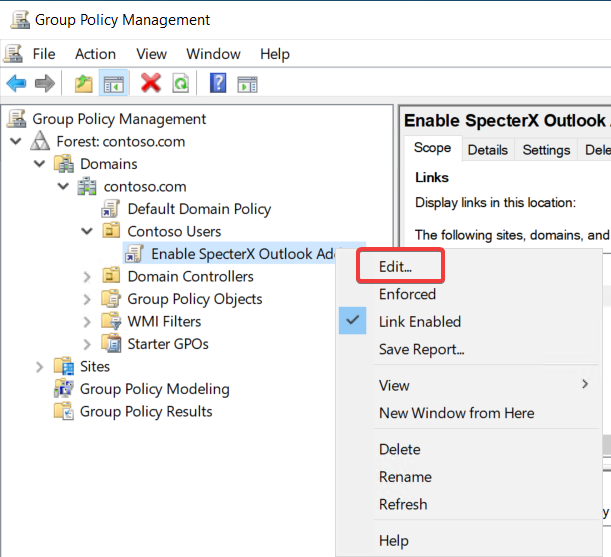 Group Policy Management
File Action View Window Help
Group Policy Management
Forest: contoso.com
Domains
contoso.com
Default Domain Policy
Contoso Users
Enable SpecterX Outlook Add
Domain Controllers
Group Policy Objects
WMI Filters
Starter GPOs
Sites
Group Policy Modeling
Group Policy Results
Enable SpecterX Outlook A
Scope Details Settings Dele
Links
Display links in this location:
The following sites, domains, and
Edit...
Enforced
Link Enabled
Save Report...
View
New Window from Here
Delete
Rename
Refresh
Help